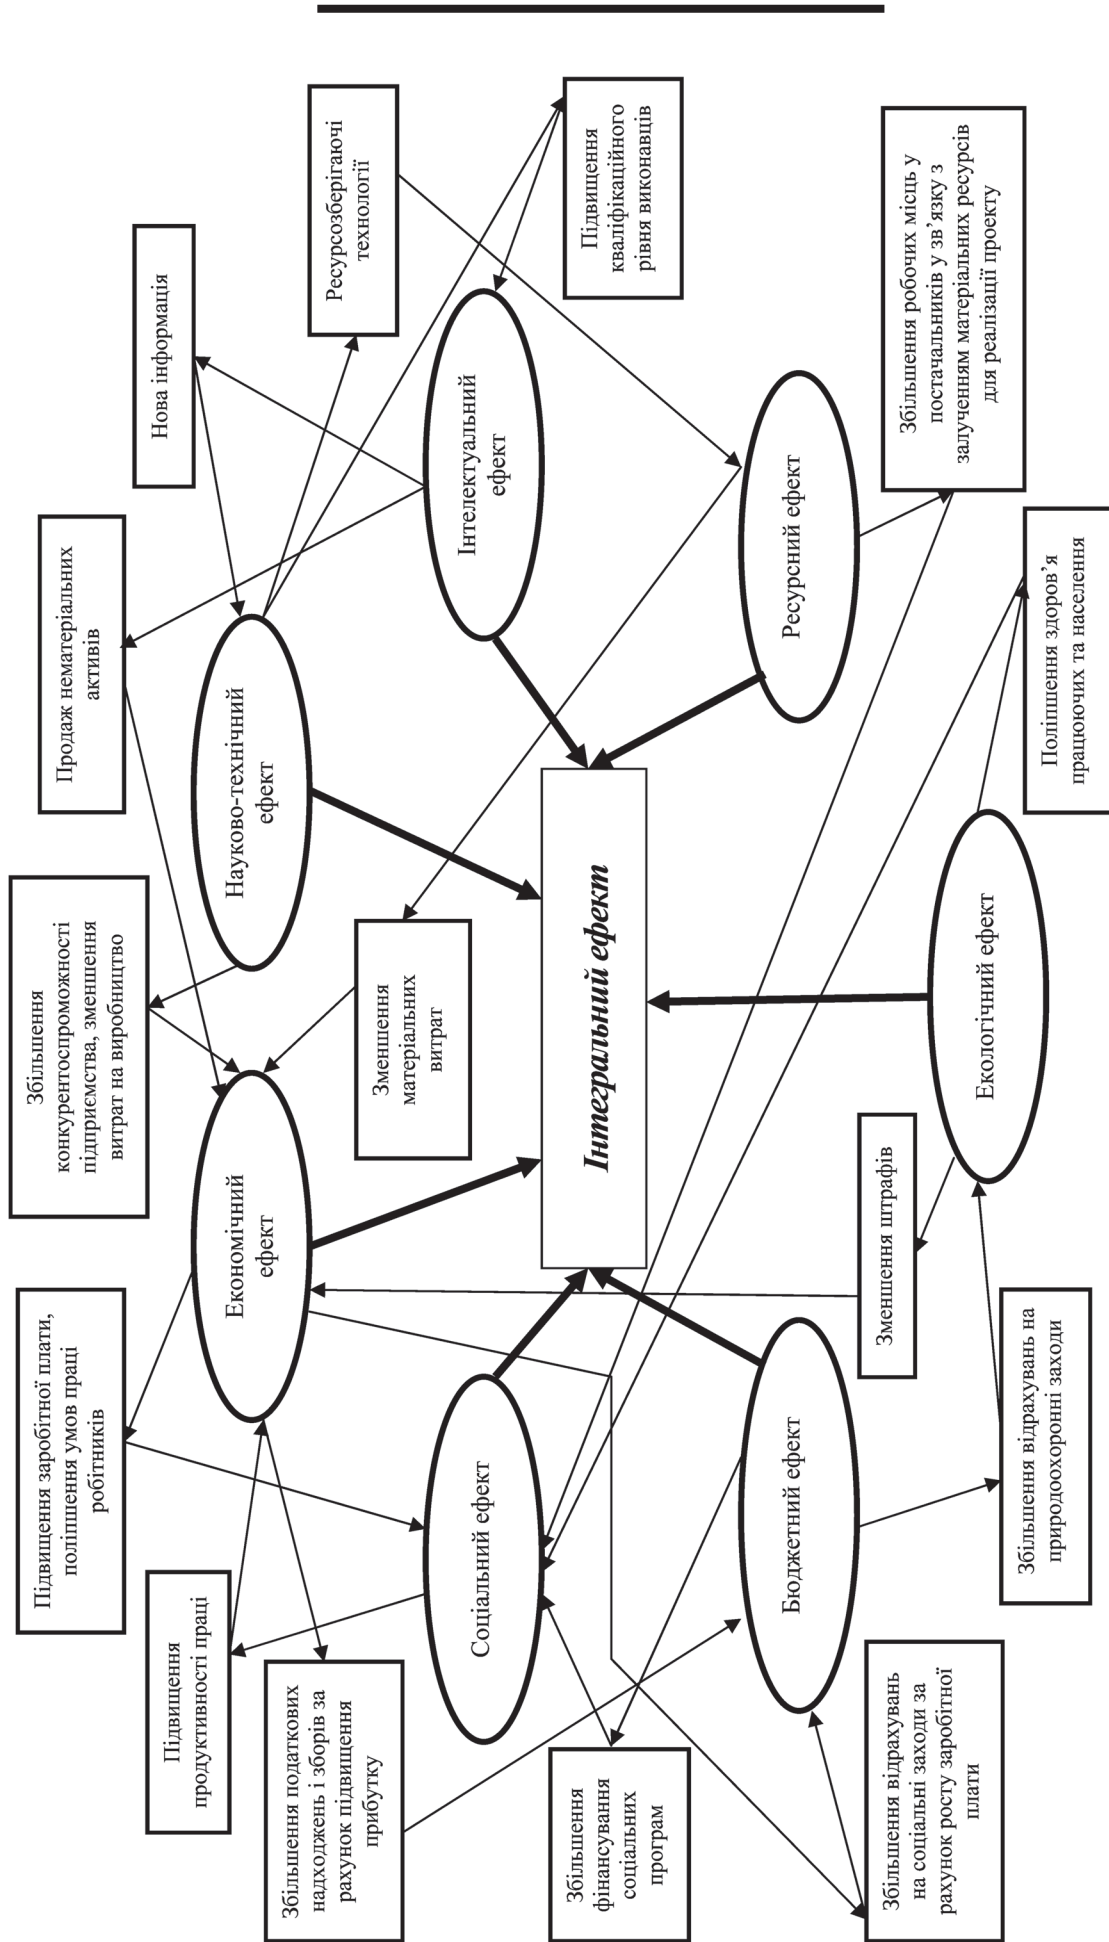 Підвищення заробітної плати,
поліпшення умов праці
робітників
Збільшення
конкурентоспроможності
підприємства, зменшення
витрат на виробництво
Продаж нематеріальних
активів
Підвищення
продуктивності праці
Нова інформація
Економічний
ефект
Науково-технічний
ефект
Збільшення податкових
надходжень і зборів за
рахунок підвищення
прибутку
Ресурсозберігаючі
технології
Зменшення
матеріальних
витрат
Соціальний ефект
Інтелектуальний
ефект
Інтегральний ефект
Збільшення
фінансування
соціальних
програм
Підвищення
кваліфікаційного
рівня виконавців
Бюджетний ефект
Ресурсний ефект
Зменшення штрафів
Збільшення відрахувань
на соціальні заходи за
рахунок росту заробітної
плати
Збільшення робочих місць у
постачальників у зв’язку з
залученням матеріальних ресурсів
для реалізації проекту
Екологічний ефект
Збільшення відрахувань на
природоохоронні заходи
Поліпшення здоров’я
працюючих та населення